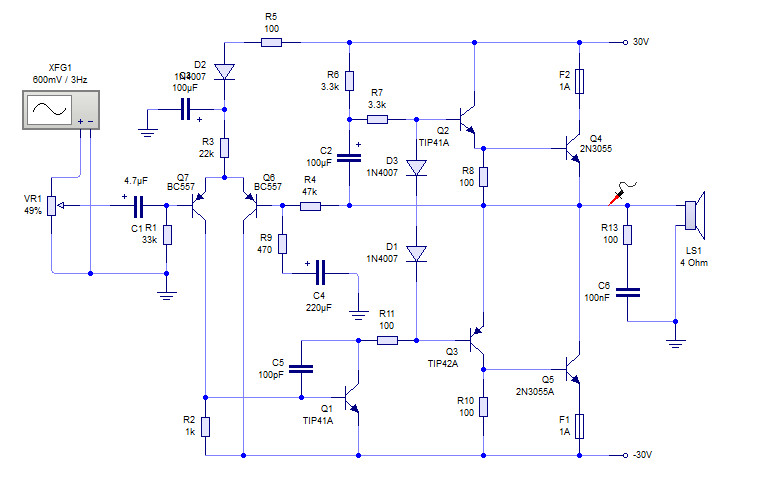 R5
100
30V
XFG1
600mV / 3Hz
D2
1N4007
C3
100µF
+
R6
3.3k
F2
1A
R7
3.3k
+ −
Q2
TIP41A
Q4
2N3055
R3
22k
+
C2
100µF
D3
1N4007
R8
100
4.7µF
Q7
BC557
Q6
BC557
R4
47k
VR1
49%
+
C1
R1
33k
R9
470
R13
100
LS1
4 Ohm
D1
1N4007
+
C4
220µF
C6
100nF
R11
100
Q3
TIP42A
C5
100pF
Q5
2N3055A
Q1
TIP41A
R10
100
R2
1k
F1
1A
-30V